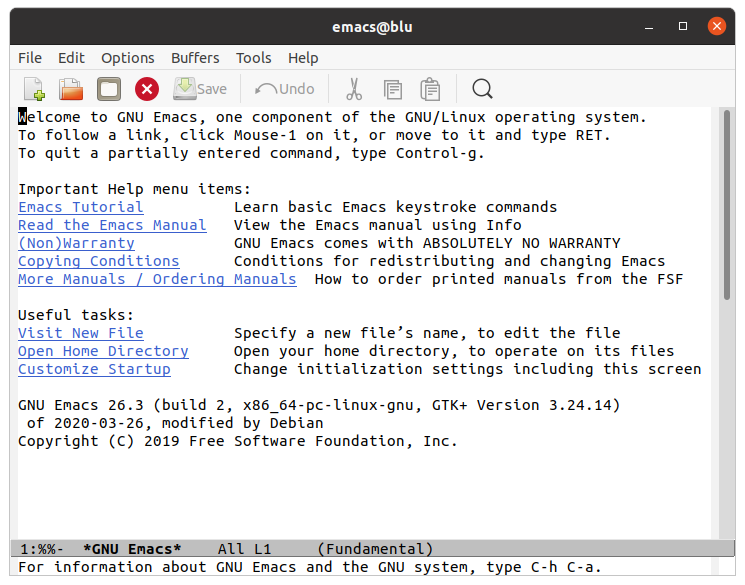 emacs@blu
File Edit Options Buffers Tools Help
Save Undo
Welcome to GNU Emacs, one component of the GNU/Linux operating system.
To follow a link, click Mouse-1 on it, or move to it and type RET.
To quit a partially entered command, type Control-g.
Important Help menu items:
Emacs Tutorial Learn basic Emacs keystroke commands
Read the Emacs Manual View the Emacs manual using Info
(Non)Warranty GNU Emacs comes with ABSOLUTELY NO WARRANTY
Copying Conditions Conditions for redistributing and changing Emacs
More Manuals / Ordering Manuals How to order printed manuals from the FSF
Useful tasks:
Visit New File Specify a new file’s name, to edit the file
Open Home Directory Open your home directory, to operate on its files
Customize Startup Change initialization settings including this screen
GNU Emacs 26.3 (build 2, x86_64-pc-linux-gnu, GTK+ Version 3.24.14)
of 2020-03-26, modified by Debian
Copyright (C) 2019 Free Software Foundation, Inc.
1:%%- *GNU Emacs* All L1 (Fundamental)
For information about GNU Emacs and the GNU system, type C-h C-a.